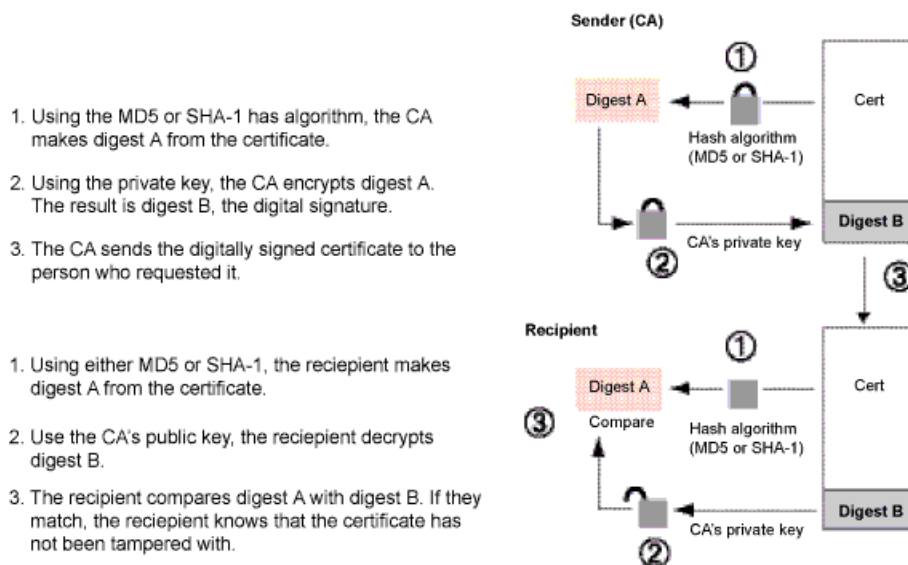 Sender (CA)
1
Digest A
Cert
Hash algorithm
(MD5 or SHA-1)
1. Using the MD5 or SHA-1 has algorithm, the CA
makes digest A from the certificate.
2. Using the private key, the CA encrypts digest A.
The result is digest B, the digital signature.
3. The CA sends the digitally signed certificate to the
person who requested it.
Digest B
CA's private key
2
3
Recipient
1
Digest A
Cert
3
Compare
Hash algorithm
(MD5 or SHA-1)
1. Using either MD5 or SHA-1, the reciepient makes
digest A from the certificate.
2. Use the CA's public key, the reciepient decrypts
digest B.
3. The recipient compares digest A with digest B. If they
match, the reciepient knows that the certificate has
not been tampered with.
Digest B
CA's private key
2